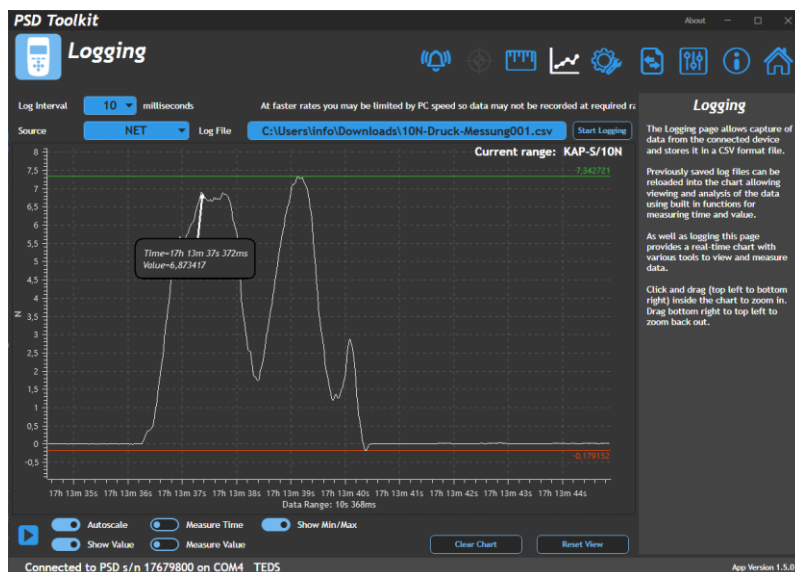 PSD Toolkit
About
Logging
Log Interval 10 milliseconds At faster rates you may be limited by PC speed so data may not be recorded at required ra
Source NET Log File C:\Users\info\Downloads\10N-Druck-Messung001.csv Start Logging
Current range: KAP-S/10N
7,342721
8
7,5
7
6,5
6
5,5
5
4,5
4
N 3,5
3
2,5
2
1,5
1
0,5
0
-0,5
Time=17h 13m 37s 372ms
Value=6,873417
-0,179152
17h 13m 35s 17h 13m 36s 17h 13m 37s 17h 13m 38s 17h 13m 39s 17h 13m 40s 17h 13m 41s 17h 13m 42s 17h 13m 43s 17h 13m 44s
Data Range: 10s 368ms
Autoscale Measure Time Show Min/Max
Show Value Measure Value Clear Chart Reset View
Logging
The Logging page allows capture of
data from the connected device
and stores it in a CSV format file.
Previously saved log files can be
reloaded into the chart allowing
viewing and analysis of the data
using built in functions for
measuring time and value.
As well as logging this page
provides a real-time chart with
various tools to view and measure
data.
Click and drag (top left to bottom
right) inside the chart to zoom in.
Drag bottom right to top left to
zoom back out.
Connected to PSD s/n 17679800 on COM4 TEDS
App Version 1.5.0